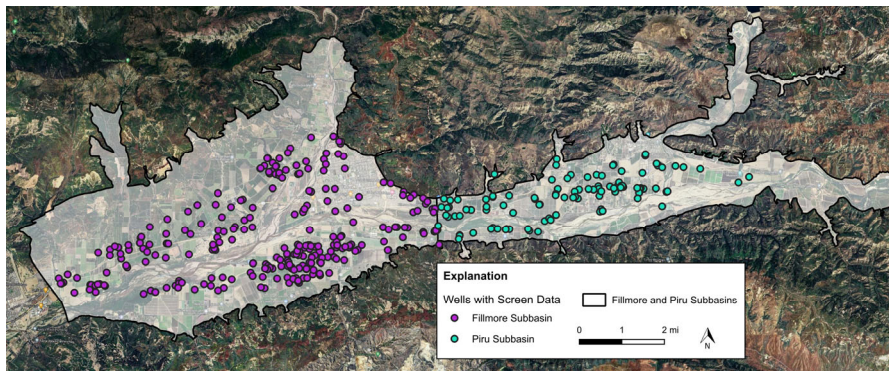 Explanation
Wells with Screen Data
Fillmore and Piru Subbasins
Fillmore Subbasin
Piru Subbasin
0 1 2 mi
N